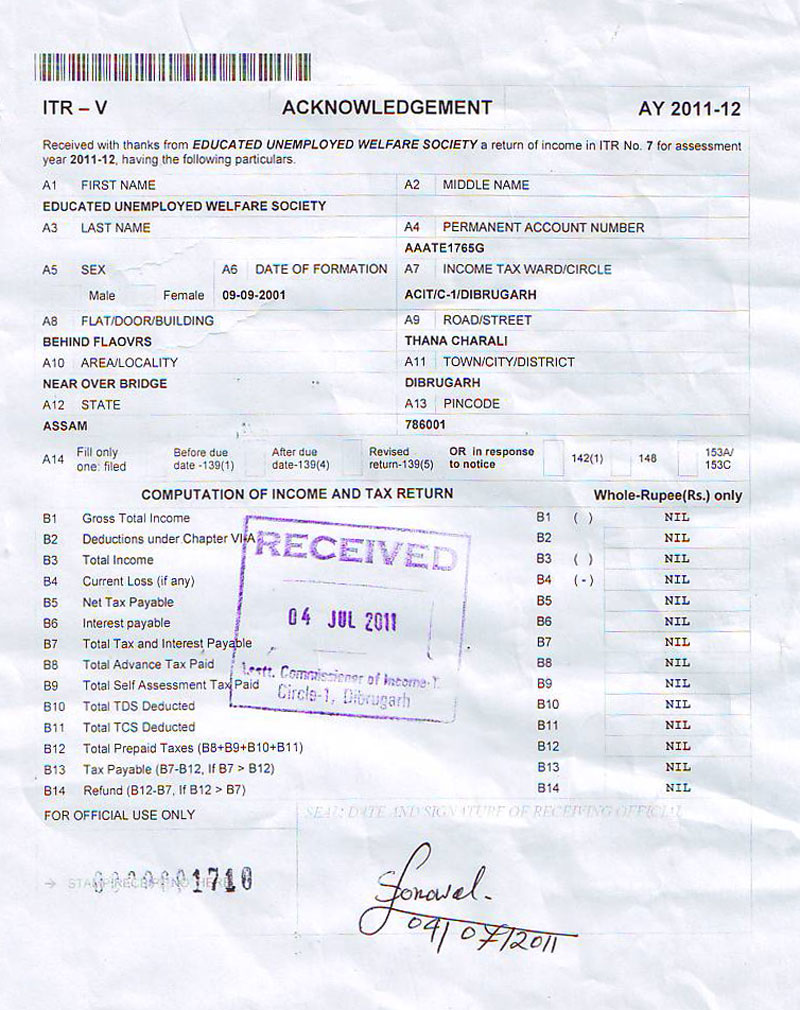 ITR – V ACKNOWLEDGEMENT AY 2011-12
Received with thanks from EDUCATED UNEMPLOYED WELFARE SOCIETY a return of income in ITR No. 7 for assessment
year 2011-12, having the following particulars.
A1 FIRST NAME A2 MIDDLE NAME
EDUCATED UNEMPLOYED WELFARE SOCIETY
A3 LAST NAME A4 PERMANENT ACCOUNT NUMBER
AAATE1765G
A5 SEX A6 DATE OF FORMATION A7 INCOME TAX WARD/CIRCLE
Male Female 09-09-2001 ACIT/C-1/DIBRUGARH
A8 FLAT/DOOR/BUILDING A9 ROAD/STREET
BEHIND FLAOVRS THANA CHARALI
A10 AREA/LOCALITY A11 TOWN/CITY/DISTRICT
NEAR OVER BRIDGE DIBRUGARH
A12 STATE A13 PINCODE
ASSAM 786001
A14 Fill only one: filed Before due date -139(1) After due date-139(4) Revised return-139(5) OR in response to notice 142(1) 148 153A/ 153C
COMPUTATION OF INCOME AND TAX RETURN Whole-Rupee(Rs.) only
B1 Gross Total Income B1 ( ) NIL
B2 Deductions under Chapter VI-A B2 NIL
B3 Total Income B3 ( ) NIL
B4 Current Loss (if any) B4 (-) NIL
B5 Net Tax Payable B5 NIL
B6 Interest payable B6 NIL
B7 Total Tax and Interest Payable B7 NIL
B8 Total Advance Tax Paid B8 NIL
B9 Total Self Assessment Tax Paid B9 NIL
B10 Total TDS Deducted B10 NIL
B11 Total TCS Deducted B11 NIL
B12 Total Prepaid Taxes (B8+B9+B10+B11) B12 NIL
B13 Tax Payable (B7-B12, If B7 > B12) B13 NIL
B14 Refund (B12-B7, If B12 > B7) B14 NIL
RECEIVED
04 JUL 2011
Commissioner of Income-T.
Circle-1, Dibrugarh
FOR OFFICIAL USE ONLY SEAL, DATE AND SIGNATURE OF RECEIVING OFFICIAL
→ STAMP RECEIPT NO. HERE
00000001710
Sonowal.
04/07/2011